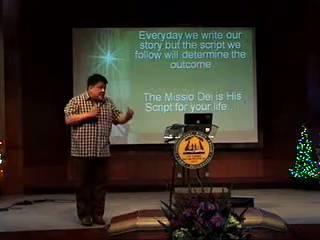 Everyday we write our
story but the script we
follow will determine the
outcome
The Missio Dei is His
Script for your life...